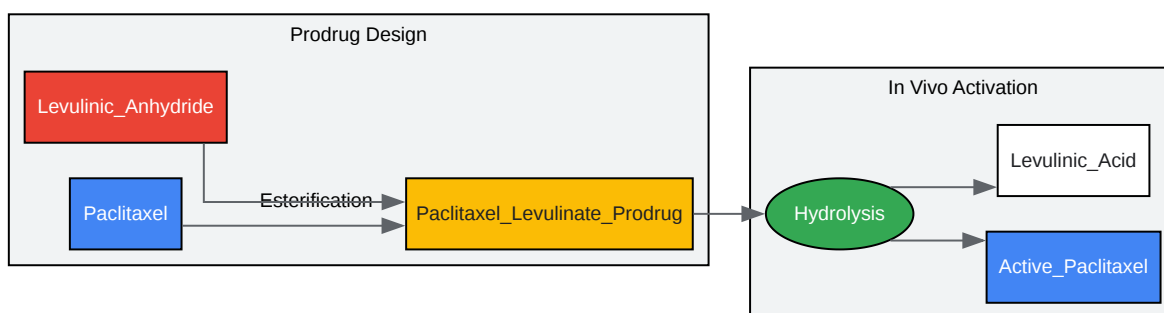 Prodrug Design
Levulinic_Anhydride
Esterification
Paclitaxel
Paclitaxel_Levulinate_Prodrug
In Vivo Activation
Hydrolysis
Levulinic_Acid
Active_Paclitaxel